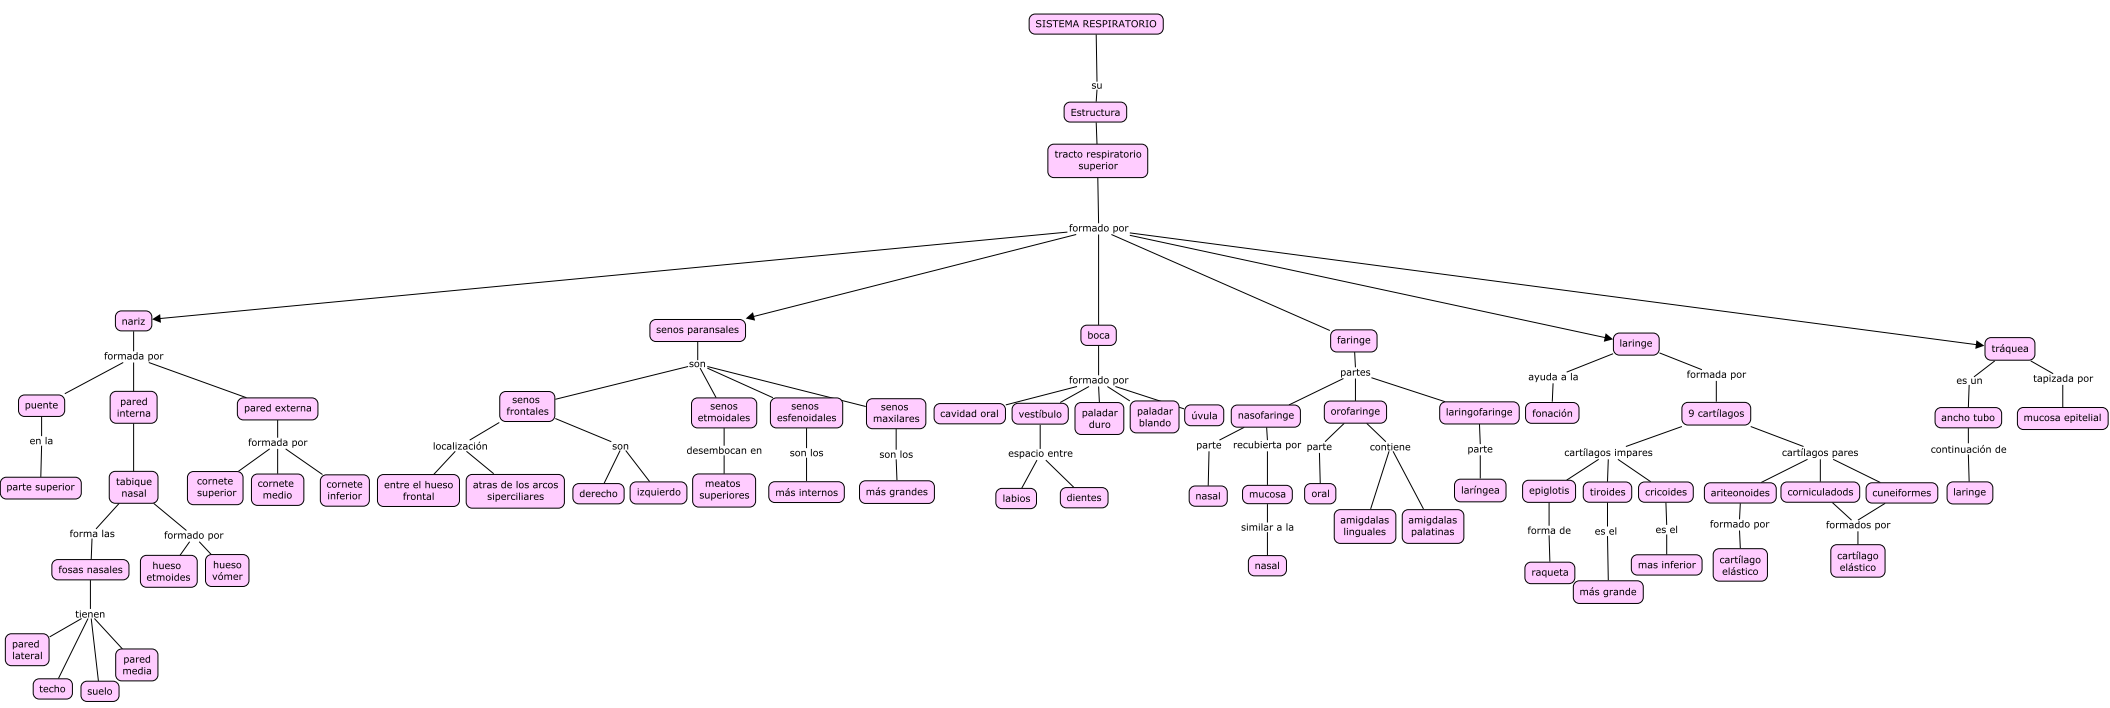 SISTEMA RESPIRATORIO
su
Estructura
tracto respiratorio
superior
formado por
nariz
senos paransales
boca
faringe
laringe
tráquea
formada por
son
formado por
partes
ayuda a la
formada por
es un
tapizada por
puente
pared
interna
pared externa
senos
frontales
senos
etmoidales
senos
esfenoidales
senos
maxilares
cavidad oral
vestíbulo
paladar
duro
paladar
blando
úvula
nasofaringe
orofaringe
laringofaringe
fonación
9 cartílagos
ancho tubo
mucosa epitelial
en la
formada por
localización
son
desembocan en
son los
son los
espacio entre
parte
recubierta por
parte
contiene
parte
cartílagos impares
cartílagos pares
continuación de
parte superior
tabique
nasal
cornete
superior
cornete
medio
cornete
inferior
entre el hueso
frontal
atras de los arcos
siperciliares
derecho
izquierdo
meatos
superiores
más internos
más grandes
labios
dientes
nasal
mucosa
oral
amigdalas
linguales
amigdalas
palatinas
laríngea
epiglotis
tiroides
cricoides
ariteonoides
corniculadods
cuneiformes
laringe
forma las
formado por
similar a la
forma de
es el
es el
formado por
formados por
fosas nasales
hueso
etmoides
hueso
vómer
nasal
raqueta
más grande
mas inferior
cartílago
elástico
cartílago
elástico
tienen
pared
lateral
techo
suelo
pared
media